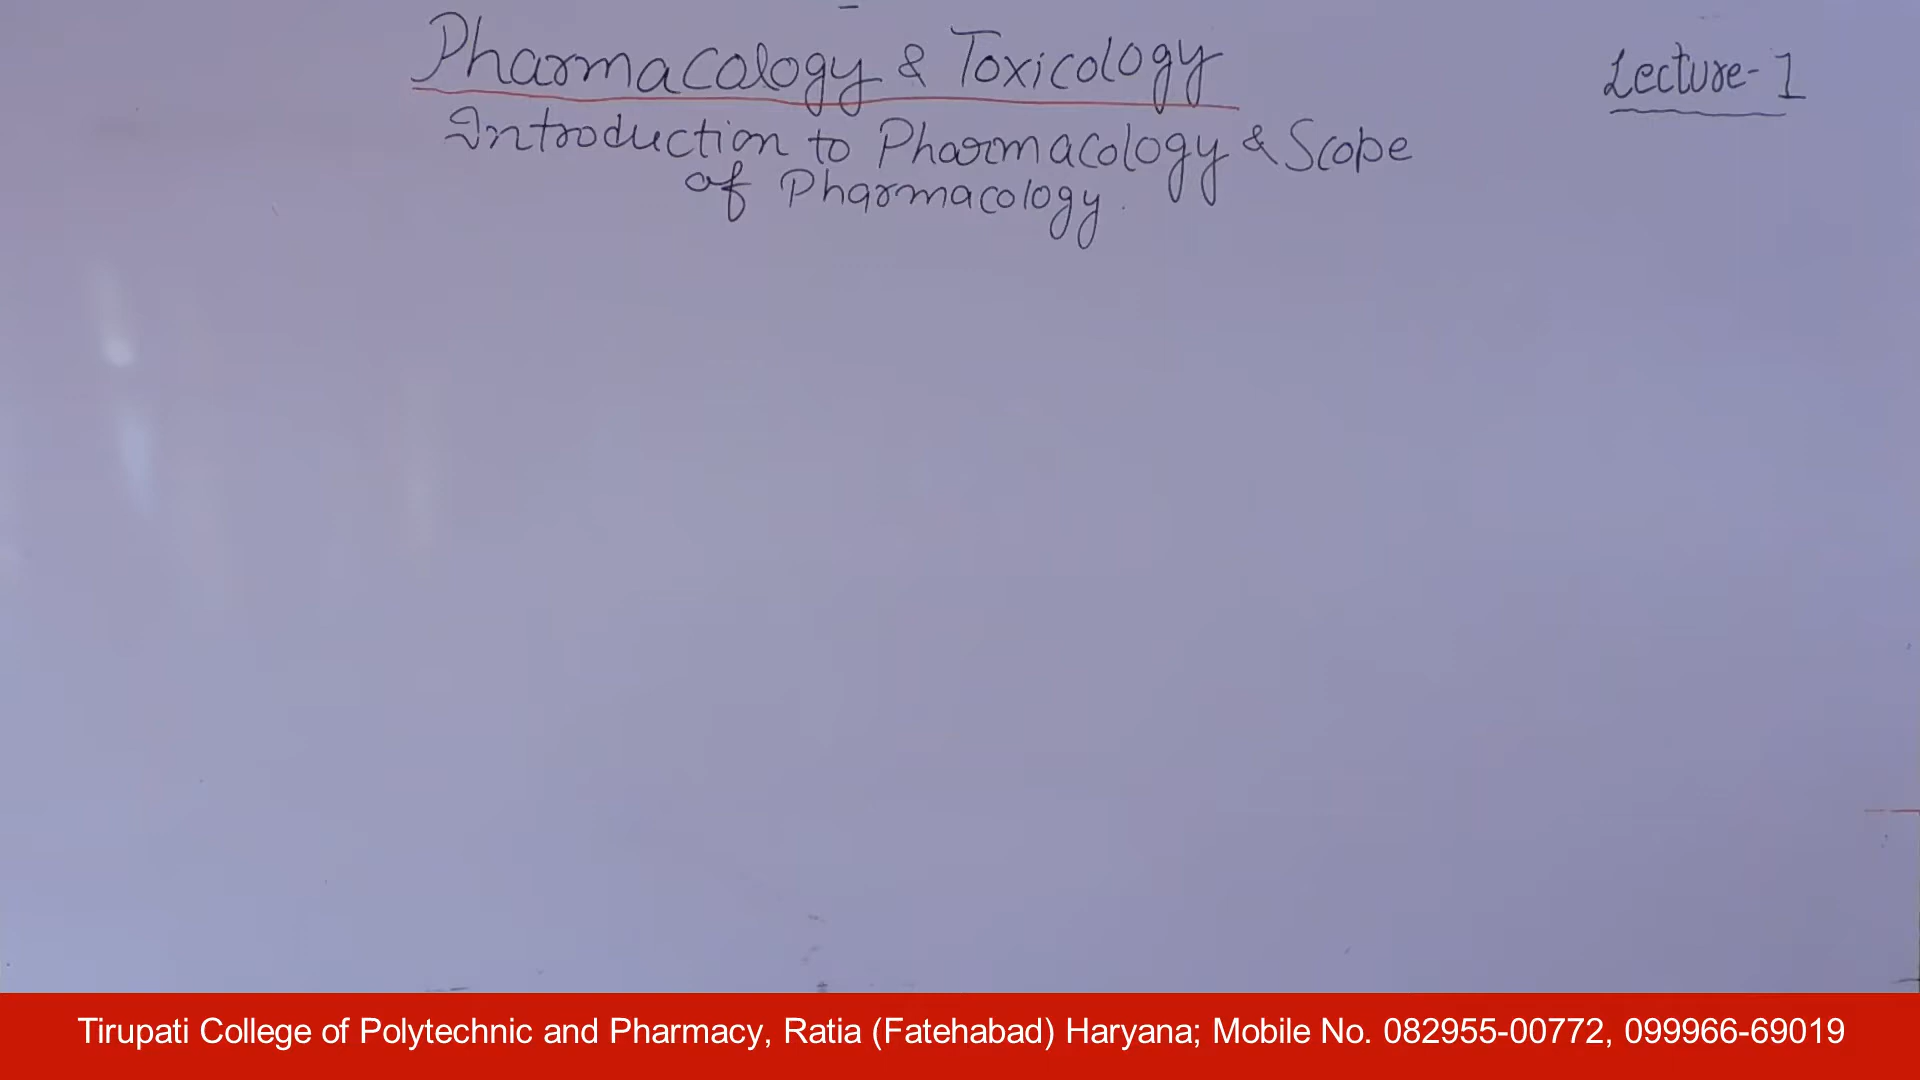 Pharmacology & Toxicology
Lecture-1
Introduction to Pharmacology & Scope
of Pharmacology.
Tirupati College of Polytechnic and Pharmacy, Ratia (Fatehabad) Haryana; Mobile No. 082955-00772, 099966-69019